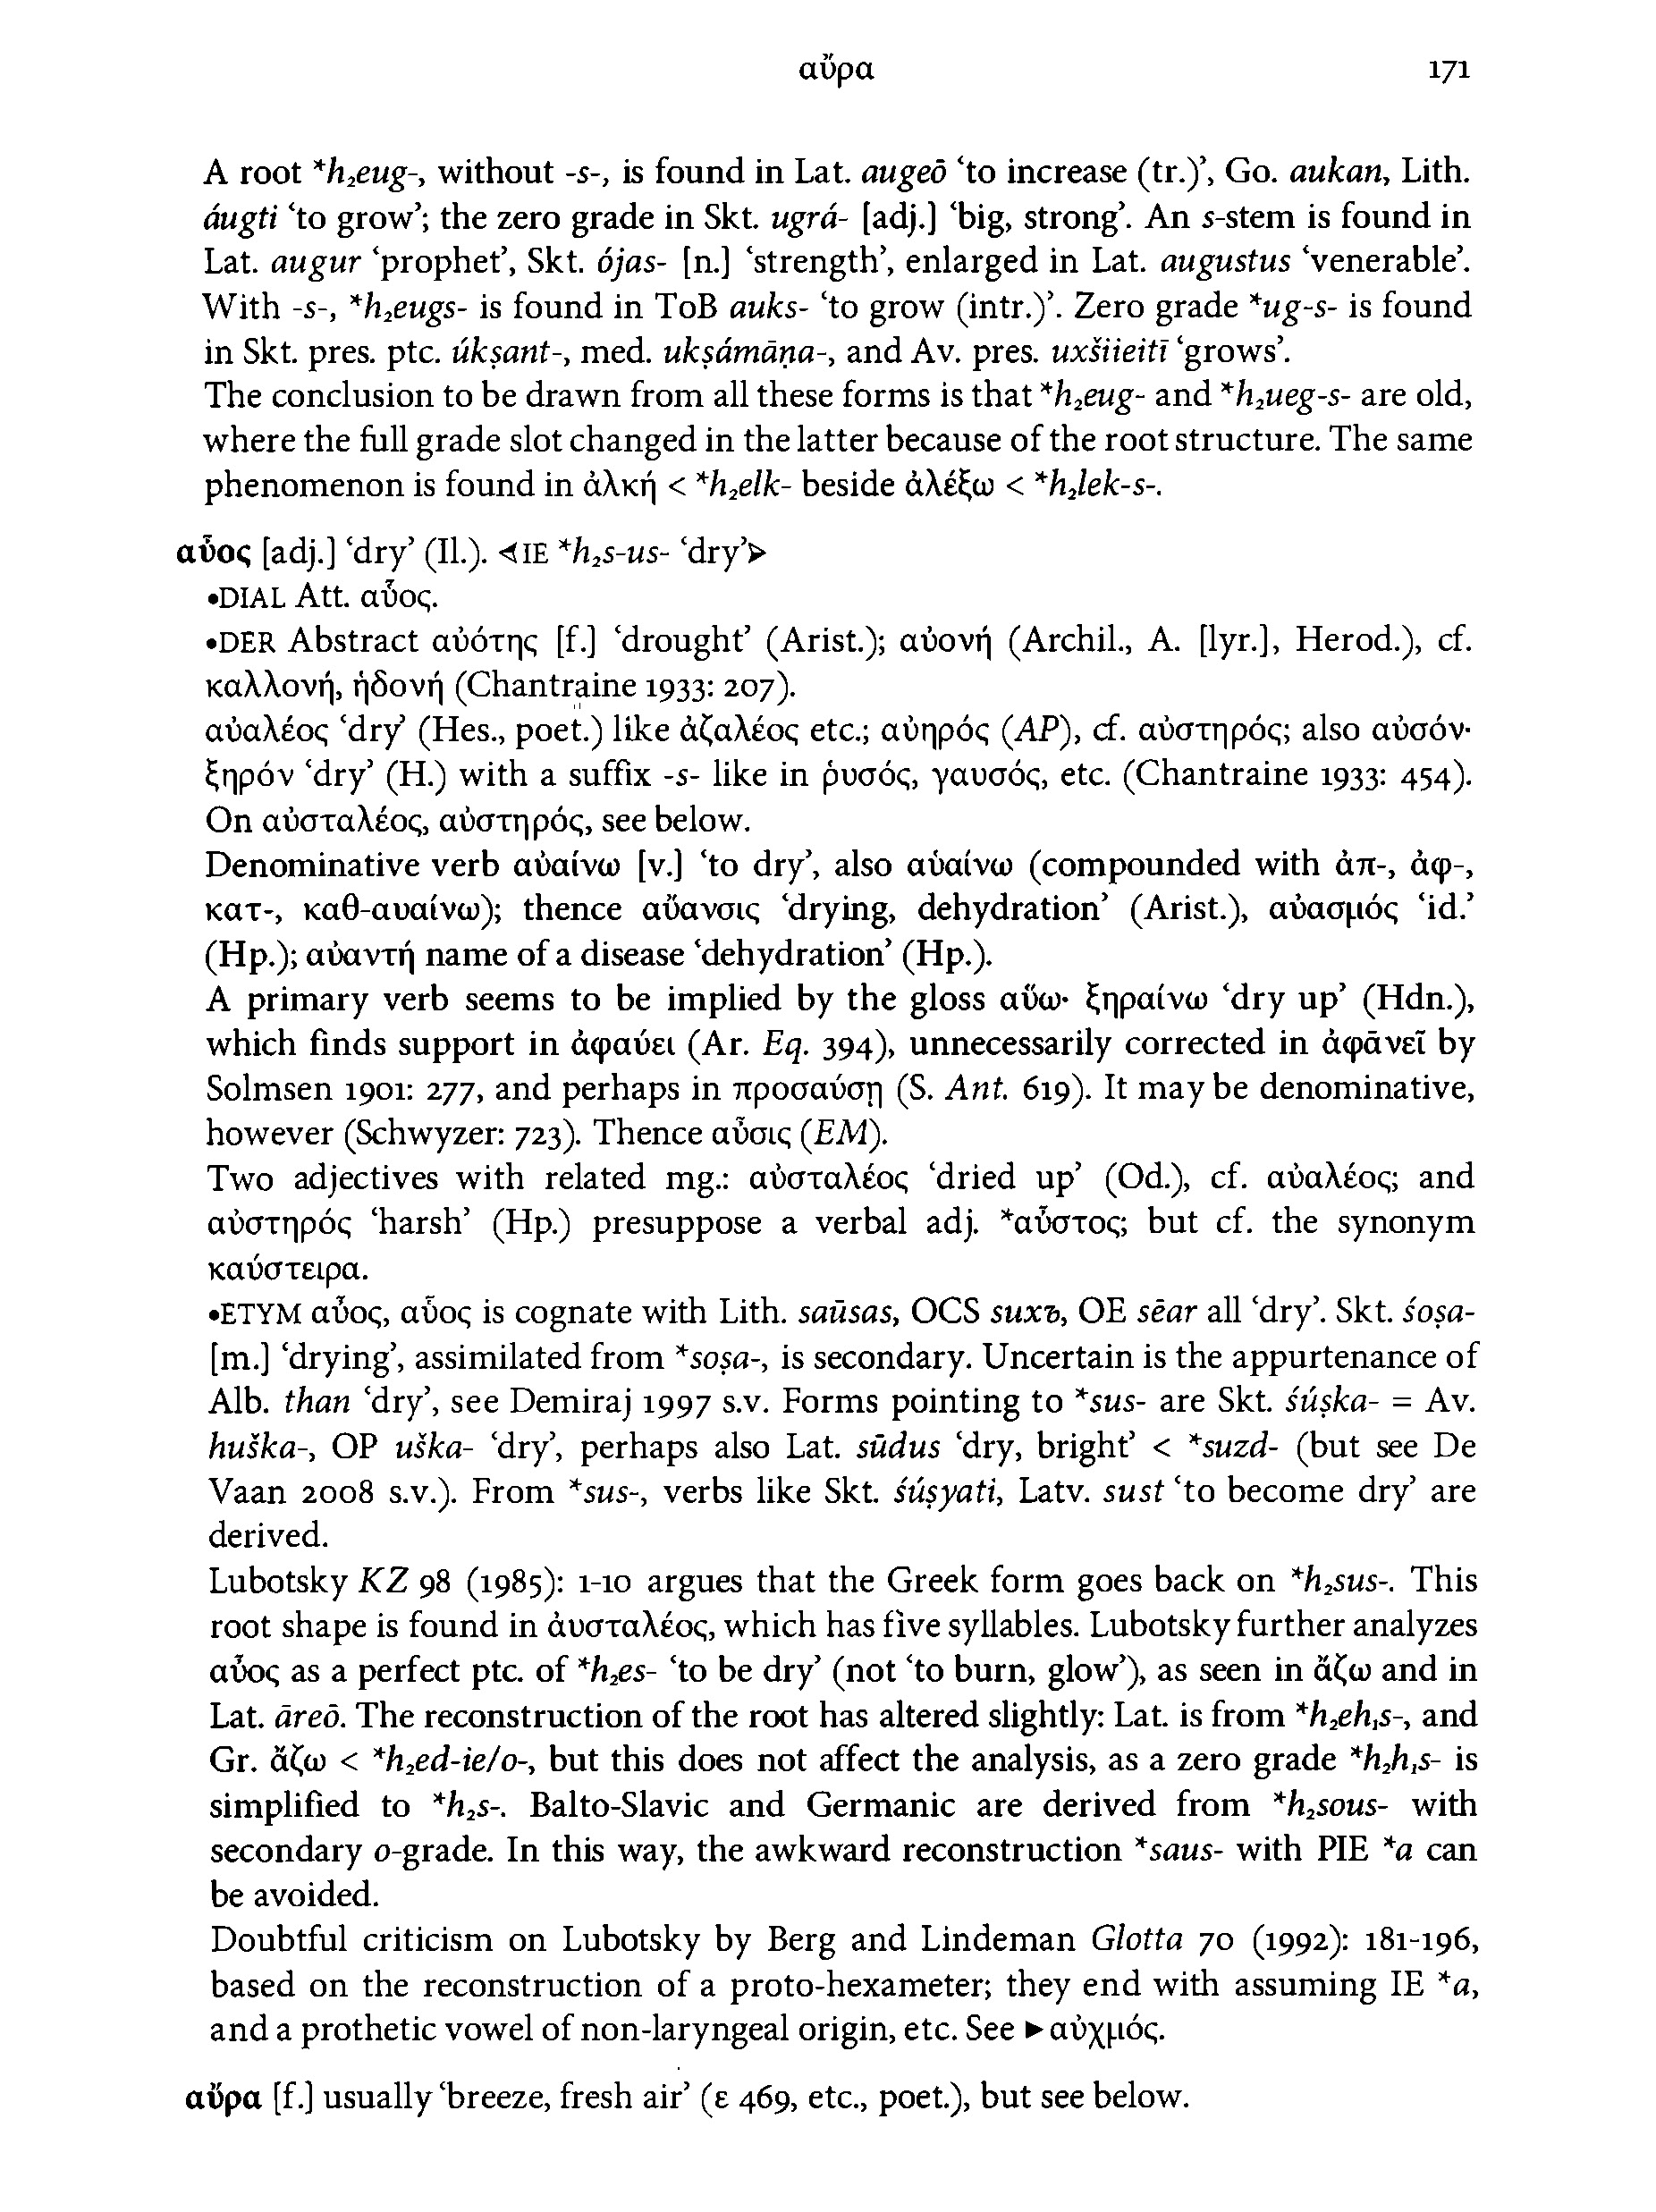 αὔρα 171
A root *h₂eug-, without -s-, is found in Lat. augeō ‘to increase (tr.)’, Go. aukan, Lith.
áugti ‘to grow’; the zero grade in Skt. ugrá- [adj.] ‘big, strong’. An s-stem is found in
Lat. augur ‘prophet’, Skt. ójas- [n.] ‘strength’, enlarged in Lat. augustus ‘venerable’.
With -s-, *h₂eugs- is found in ToB auks- ‘to grow (intr.)’. Zero grade *ug-s- is found
in Skt. pres. ptc. úkṣant-, med. ukṣámāṇa-, and Av. pres. uxšiieitī ‘grows’.
The conclusion to be drawn from all these forms is that *h₂eug- and *h₂ueg-s- are old,
where the full grade slot changed in the latter because of the root structure. The same
phenomenon is found in ἀλκή < *h₂elk- beside ἀλέξω < *h₂lek-s-.
αὖος [adj.] ‘dry’ (Il.). ⊲IE *h₂s-us- ‘dry’⊳
•DIAL Att. αὗος.
•DER Abstract αὐότης [f.] ‘drought’ (Arist.); αὐονή (Archil., A. [lyr.], Herod.), cf.
καλλονή, ἡδονή (Chantraine 1933: 207).
αὐαλέος ‘dry’ (Hes., poet.) like ἀζαλέος etc.; αὐηρός (AP), cf. αὐστηρός; also αὐσόν·
ξηρόν ‘dry’ (H.) with a suffix -s- like in ῥυσός, γαυσός, etc. (Chantraine 1933: 454).
On αὐσταλέος, αὐστηρός, see below.
Denominative verb αὐαίνω [v.] ‘to dry’, also αὑαίνω (compounded with ἀπ-, ἀφ-,
κατ-, καθ-αυαίνω); thence αὔανσις ‘drying, dehydration’ (Arist.), αὐασμός ‘id.’
(Hp.); αὑαντή name of a disease ‘dehydration’ (Hp.).
A primary verb seems to be implied by the gloss αὔω· ξηραίνω ‘dry up’ (Hdn.),
which finds support in ἀφαύει (Ar. Eq. 394), unnecessarily corrected in ἀφᾱνεῖ by
Solmsen 1901: 277, and perhaps in προσαύσῃ (S. Ant. 619). It may be denominative,
however (Schwyzer: 723). Thence αὖσις (EM).
Two adjectives with related mg.: αὐσταλέος ‘dried up’ (Od.), cf. αὐαλέος; and
αὐστηρός ‘harsh’ (Hp.) presuppose a verbal adj. *αὖστος; but cf. the synonym
καύστειρα.
•ETYM αὖος, αὗος is cognate with Lith. saũsas, OCS suxъ, OE sēar all ‘dry’. Skt. śoṣa-
[m.] ‘drying’, assimilated from *soṣa-, is secondary. Uncertain is the appurtenance of
Alb. than ‘dry’, see Demiraj 1997 s.v. Forms pointing to *sus- are Skt. śúṣka- = Av.
huška-, OP uška- ‘dry’, perhaps also Lat. sūdus ‘dry, bright’ < *suzd- (but see De
Vaan 2008 s.v.). From *sus-, verbs like Skt. śúṣyati, Latv. sust ‘to become dry’ are
derived.
Lubotsky KZ 98 (1985): 1-10 argues that the Greek form goes back on *h₂sus-. This
root shape is found in ἀυσταλέος, which has five syllables. Lubotsky further analyzes
αὖος as a perfect ptc. of *h₂es- ‘to be dry’ (not ‘to burn, glow’), as seen in ἄζω and in
Lat. āreō. The reconstruction of the root has altered slightly: Lat. is from *h₂eh₁s-, and
Gr. ἄζω < *h₂ed-ie/o-, but this does not affect the analysis, as a zero grade *h₂h₁s- is
simplified to *h₂s-. Balto-Slavic and Germanic are derived from *h₂sous- with
secondary o-grade. In this way, the awkward reconstruction *saus- with PIE *a can
be avoided.
Doubtful criticism on Lubotsky by Berg and Lindeman Glotta 70 (1992): 181-196,
based on the reconstruction of a proto-hexameter; they end with assuming IE *a,
and a prothetic vowel of non-laryngeal origin, etc. See ►αὐχμός.
αὔρα [f.] usually ‘breeze, fresh air’ (ε 469, etc., poet.), but see below.